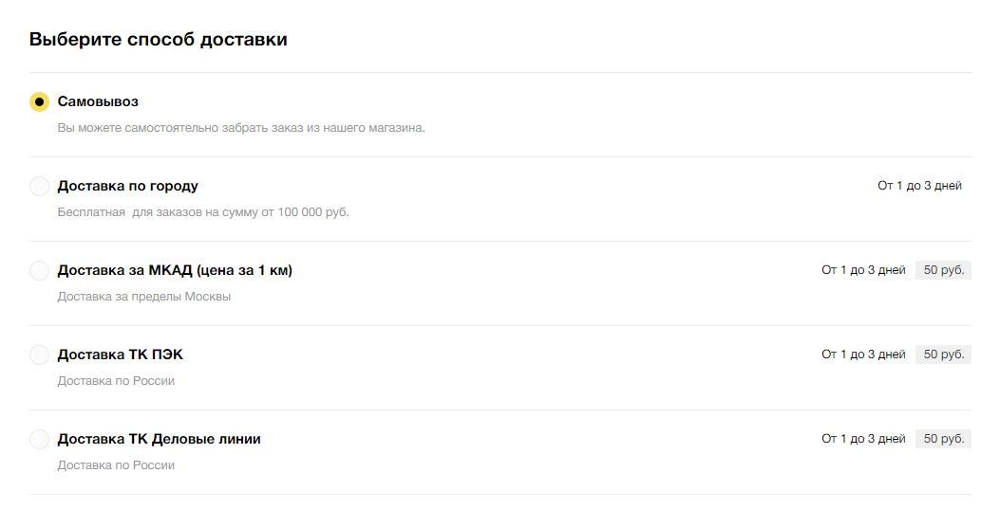 Выберите способ доставки
Самовывоз
Вы можете самостоятельно забрать заказ из нашего магазина.
Доставка по городу От 1 до 3 дней
Бесплатная  для заказов на сумму от 100 000 руб.
Доставка за МКАД (цена за 1 км) От 1 до 3 дней 50 руб.
Доставка за пределы Москвы
Доставка ТК ПЭК От 1 до 3 дней 50 руб.
Доставка по России
Доставка ТК Деловые линии От 1 до 3 дней 50 руб.
Доставка по России